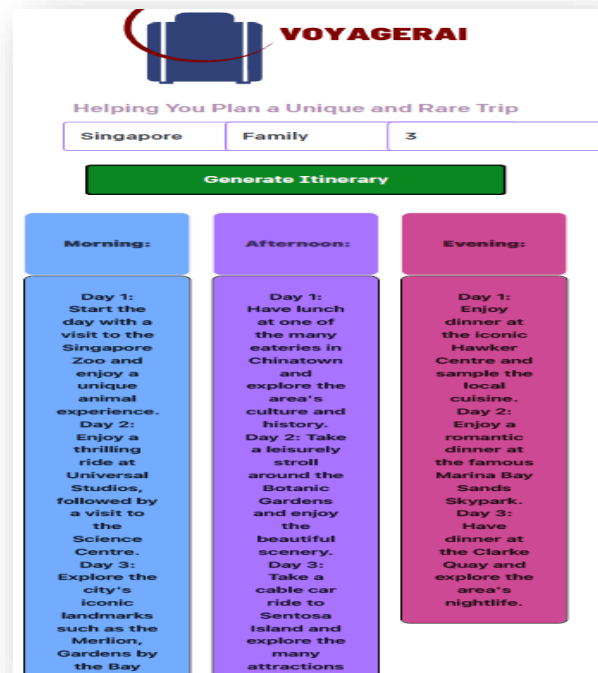 VOYAGERAI
Helping You Plan a Unique and Rare Trip
Singapore
Family
3
Generate Itinerary
Morning:
Day 1:
Start the
day with a
visit to the
Singapore
Zoo and
enjoy a
unique
animal
experience.
Day 2:
Enjoy a
thrilling
ride at
Universal
Studios,
followed by
a visit to
the
Science
Centre.
Day 3:
Explore the
city's
iconic
landmarks
such as the
Merlion,
Gardens by
the Bay
Afternoon:
Day 1:
Have lunch
at one of
the many
eateries in
Chinatown
and
explore the
area's
culture and
history.
Day 2: Take
a leisurely
stroll
around the
Botanic
Gardens
and enjoy
the
beautiful
scenery.
Day 3:
Take a
cable car
ride to
Sentosa
Island and
explore the
many
attractions
Evening:
Day 1:
Enjoy
dinner at
the iconic
Hawker
Centre and
sample the
local
cuisine.
Day 2:
Enjoy a
romantic
dinner at
the famous
Marina Bay
Sands
Skypark.
Day 3:
Have
dinner at
the Clarke
Quay and
explore the
area's
nightlife.